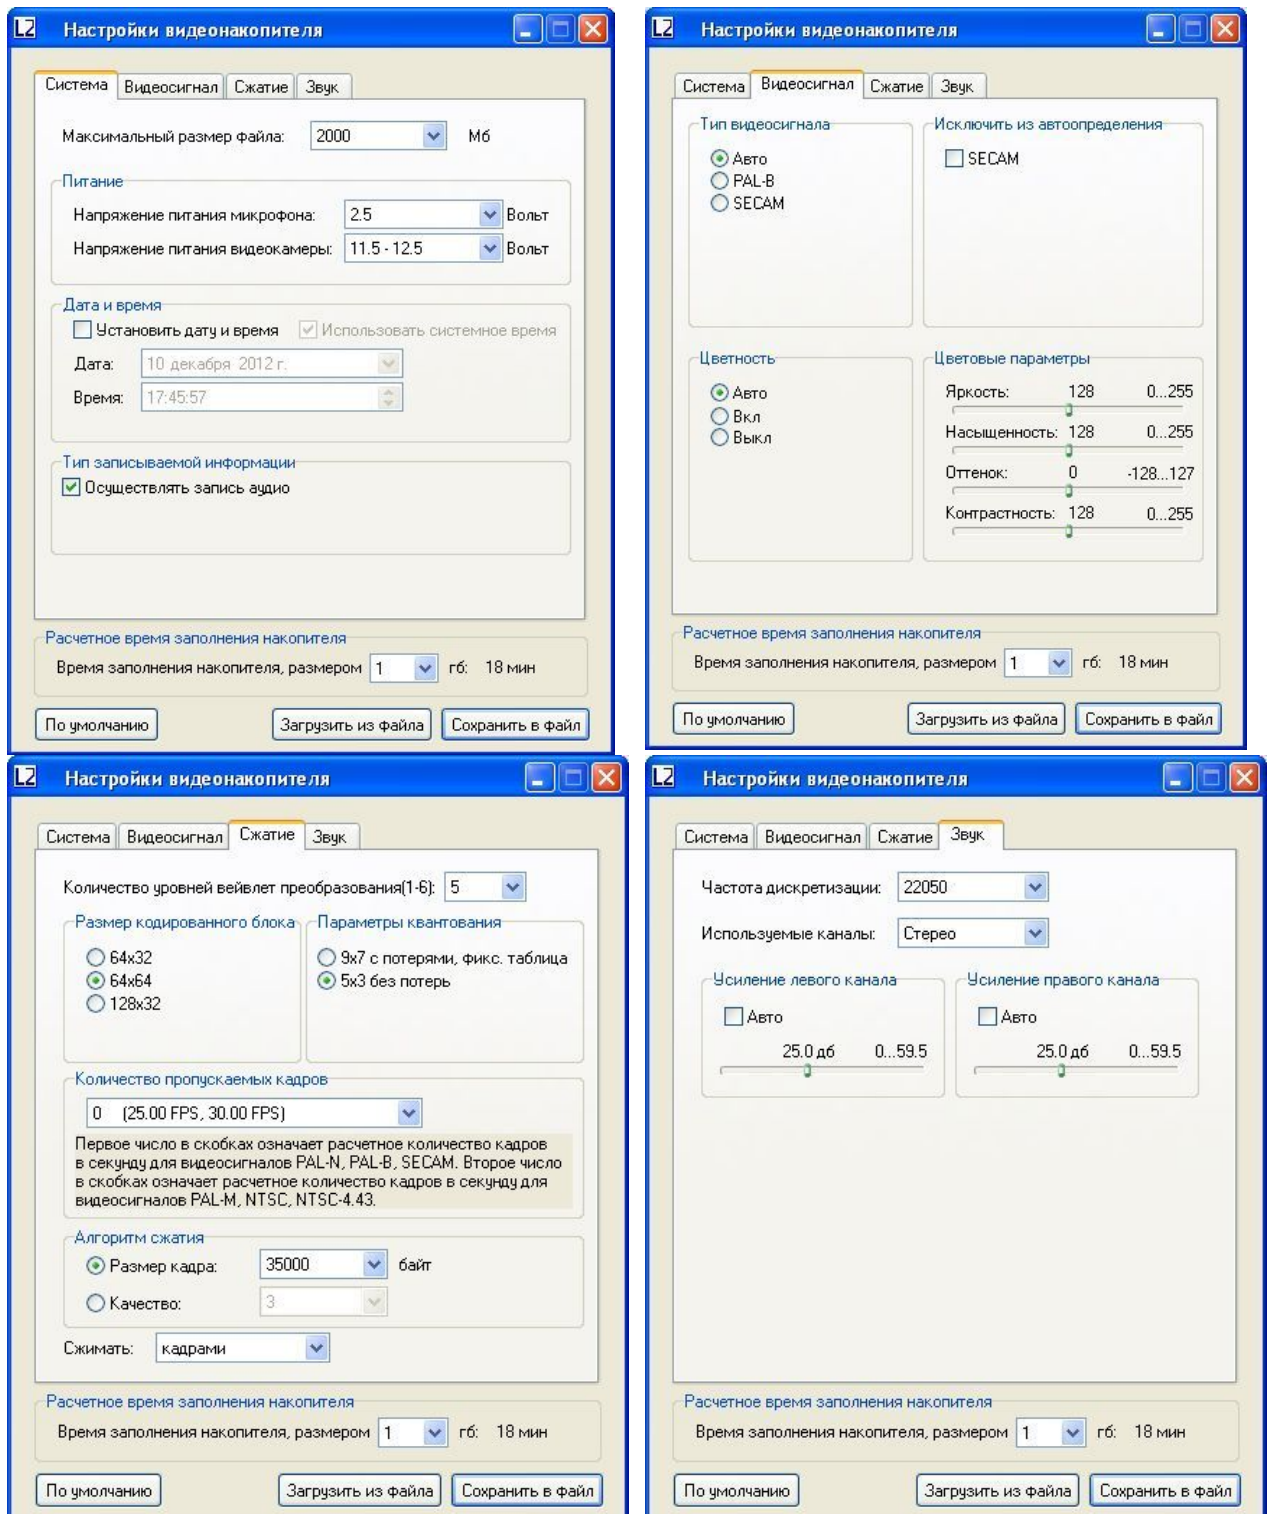 L2 Настройки видеонакопителя
Система Видеосигнал Сжатие Звук
Максимальный размер файла: 2000 Мб
Питание
Напряжение питания микрофона: 2.5 Вольт
Напряжение питания видеокамеры: 11.5 - 12.5 Вольт
Дата и время
Установить дату и время Использовать системное время
Дата: 10 декабря 2012 г.
Время: 17:45:57
Тип записываемой информации
Осуществлять запись аудио
Расчетное время заполнения накопителя
Время заполнения накопителя, размером 1 гб: 18 мин
По умолчанию Загрузить из файла Сохранить в файл
L2 Настройки видеонакопителя
Система Видеосигнал Сжатие Звук
Тип видеосигнала
Авто
PAL-B
SECAM
Исключить из автоопределения
SECAM
Цветность
Авто
Вкл
Выкл
Цветовые параметры
Яркость: 128 0...255
Насыщенность: 128 0...255
Оттенок: 0 -128...127
Контрастность: 128 0...255
Расчетное время заполнения накопителя
Время заполнения накопителя, размером 1 гб: 18 мин
По умолчанию Загрузить из файла Сохранить в файл
L2 Настройки видеонакопителя
Система Видеосигнал Сжатие Звук
Количество уровней вейвлет преобразования(1-6): 5
Размер кодированного блока
64x32
64x64
128x32
Параметры квантования
9x7 с потерями, фикс. таблица
5x3 без потерь
Количество пропускаемых кадров
0 (25.00 FPS, 30.00 FPS)
Первое число в скобках означает расчетное количество кадров
в секунду для видеосигналов PAL-N, PAL-B, SECAM. Второе число
в скобках означает расчетное количество кадров в секунду для
видеосигналов PAL-M, NTSC, NTSC-4.43.
Алгоритм сжатия
Размер кадра: 35000 байт
Качество: 3
Сжимать: кадрами
Расчетное время заполнения накопителя
Время заполнения накопителя, размером 1 гб: 18 мин
По умолчанию Загрузить из файла Сохранить в файл
L2 Настройки видеонакопителя
Система Видеосигнал Сжатие Звук
Частота дискретизации: 22050
Используемые каналы: Стерео
Усиление левого канала
Авто
25.0 дб 0...59.5
Усиление правого канала
Авто
25.0 дб 0...59.5
Расчетное время заполнения накопителя
Время заполнения накопителя, размером 1 гб: 18 мин
По умолчанию Загрузить из файла Сохранить в файл